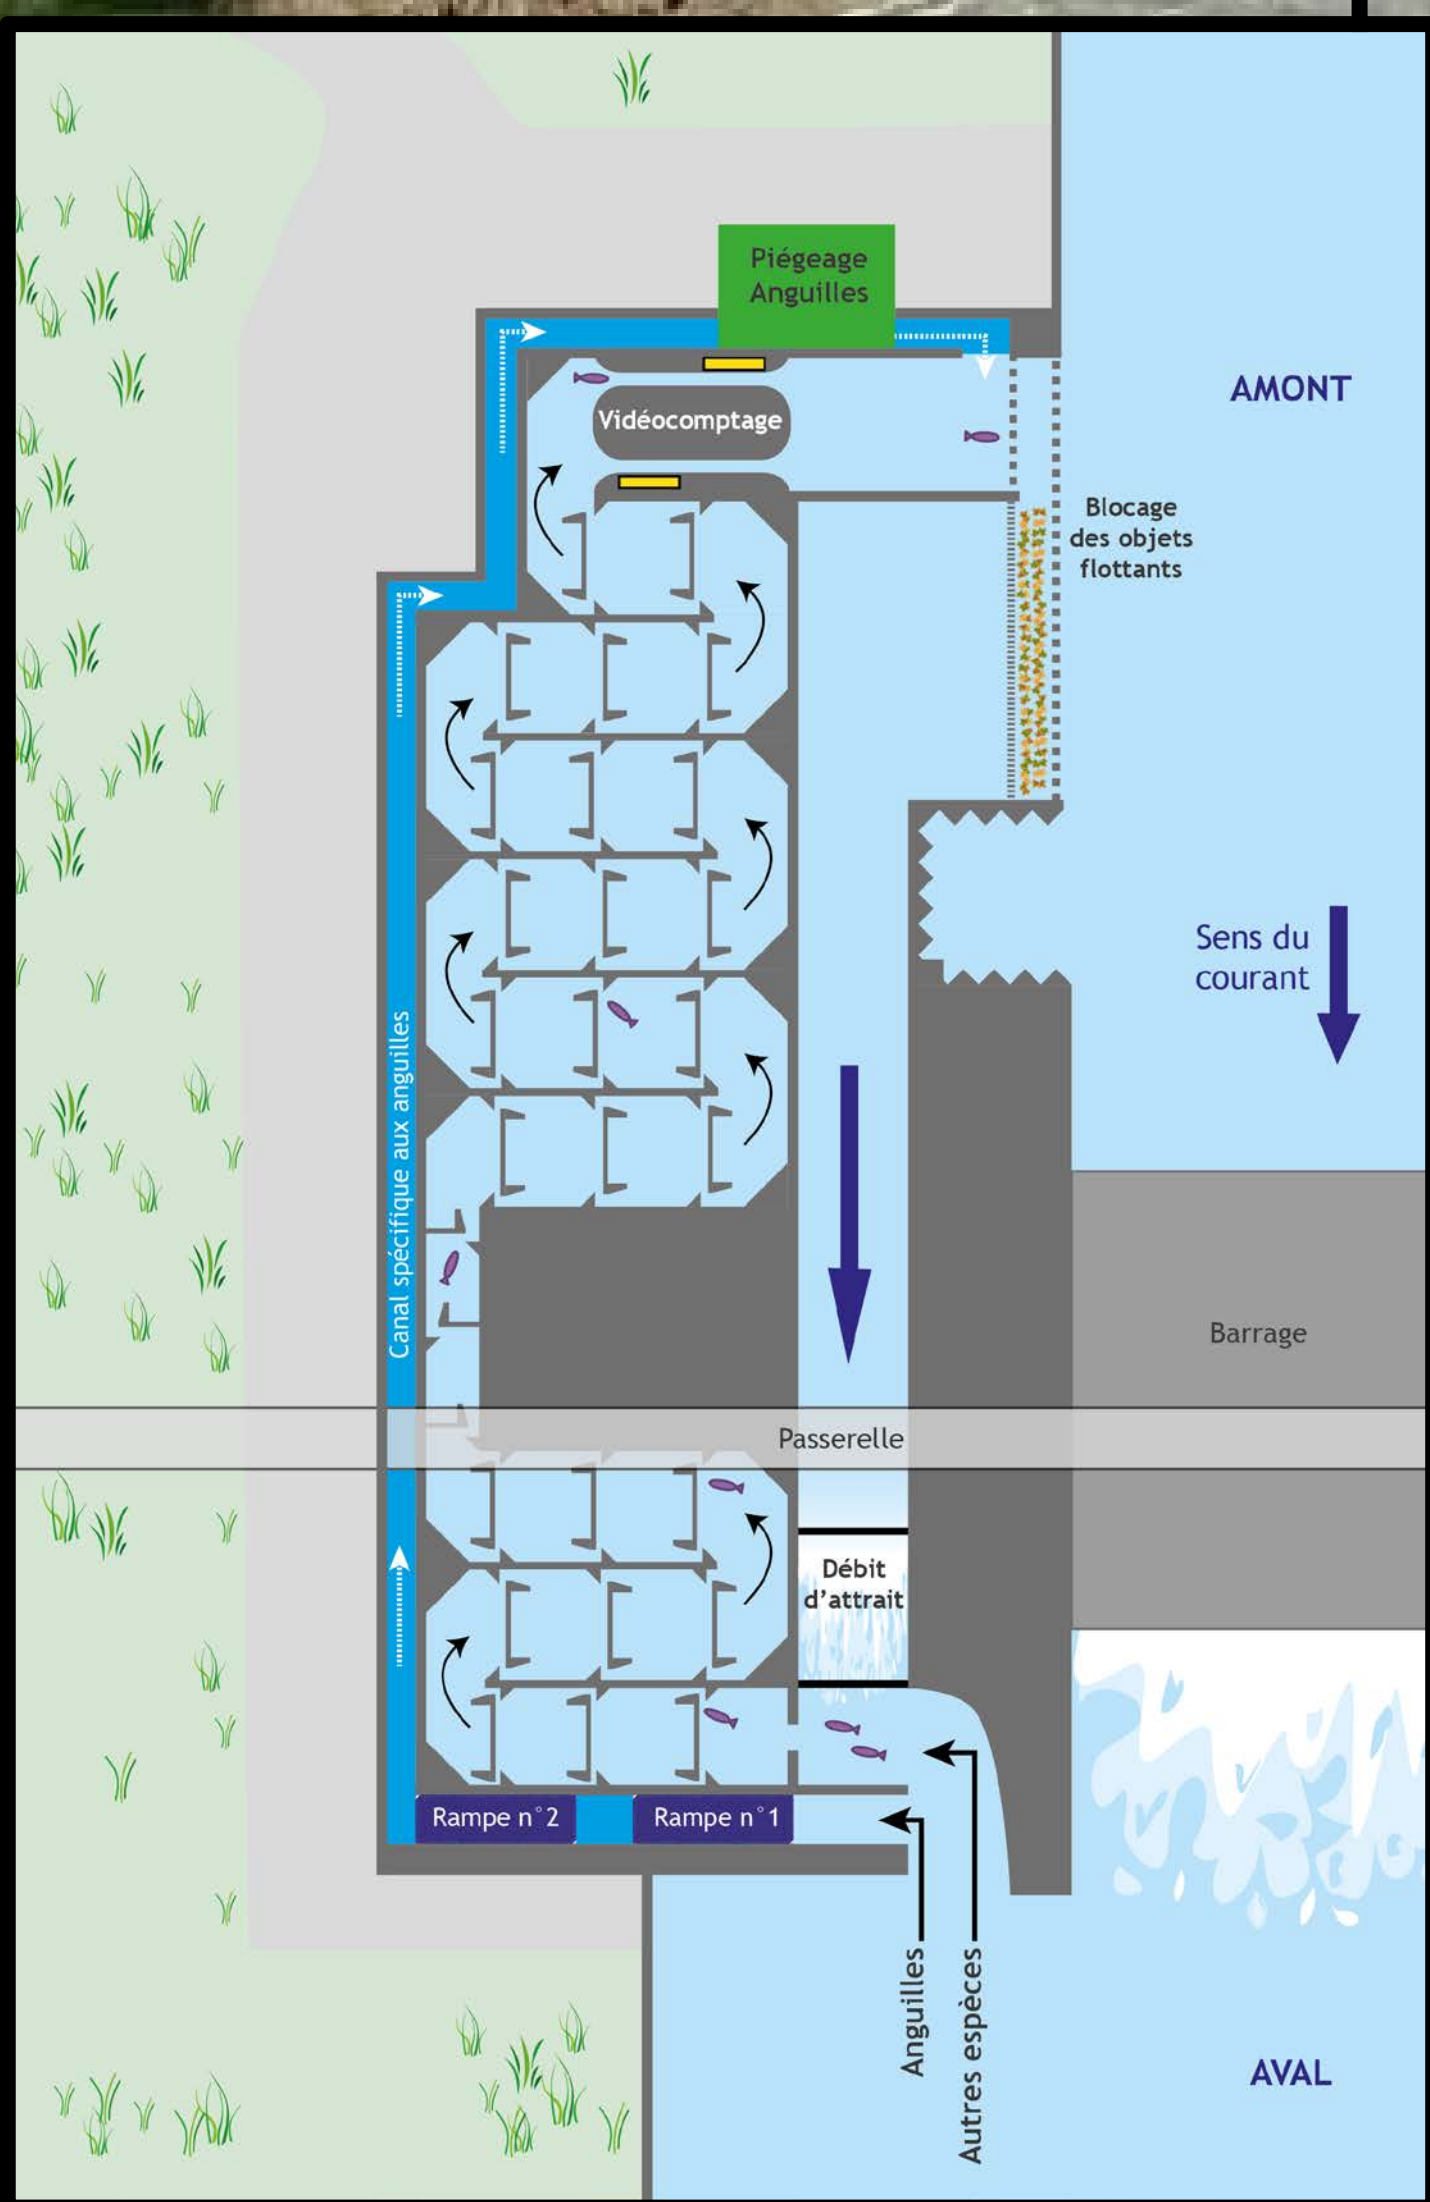 Piégeage
Anguilles
Vidéocomptage
AMONT
Blocage
des objets
flottants
Sens du
courant
Canal spécifique aux anguilles
Barrage
Passerelle
Débit
d'attrait
Rampe n°2
Rampe n°1
Anguilles
Autres espèces
AVAL